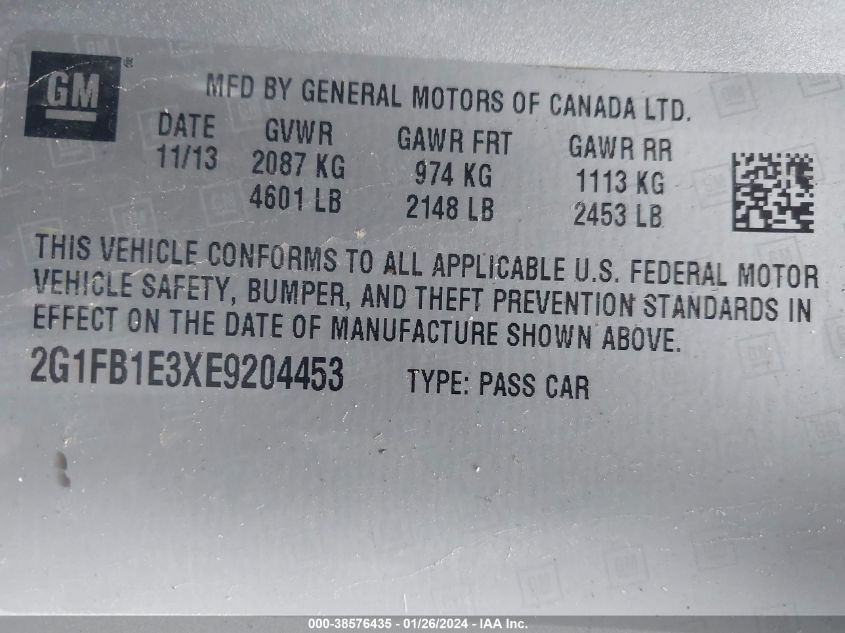 GM ®
MFD BY GENERAL MOTORS OF CANADA LTD.
DATE GVWR GAWR FRT GAWR RR
11/13 2087 KG 974 KG 1113 KG
4601 LB 2148 LB 2453 LB
THIS VEHICLE CONFORMS TO ALL APPLICABLE U.S. FEDERAL MOTOR
VEHICLE SAFETY, BUMPER, AND THEFT PREVENTION STANDARDS IN
EFFECT ON THE DATE OF MANUFACTURE SHOWN ABOVE.
2G1FB1E3XE9204453 TYPE: PASS CAR
000-38576435 - 01/26/2024 - IAA Inc.